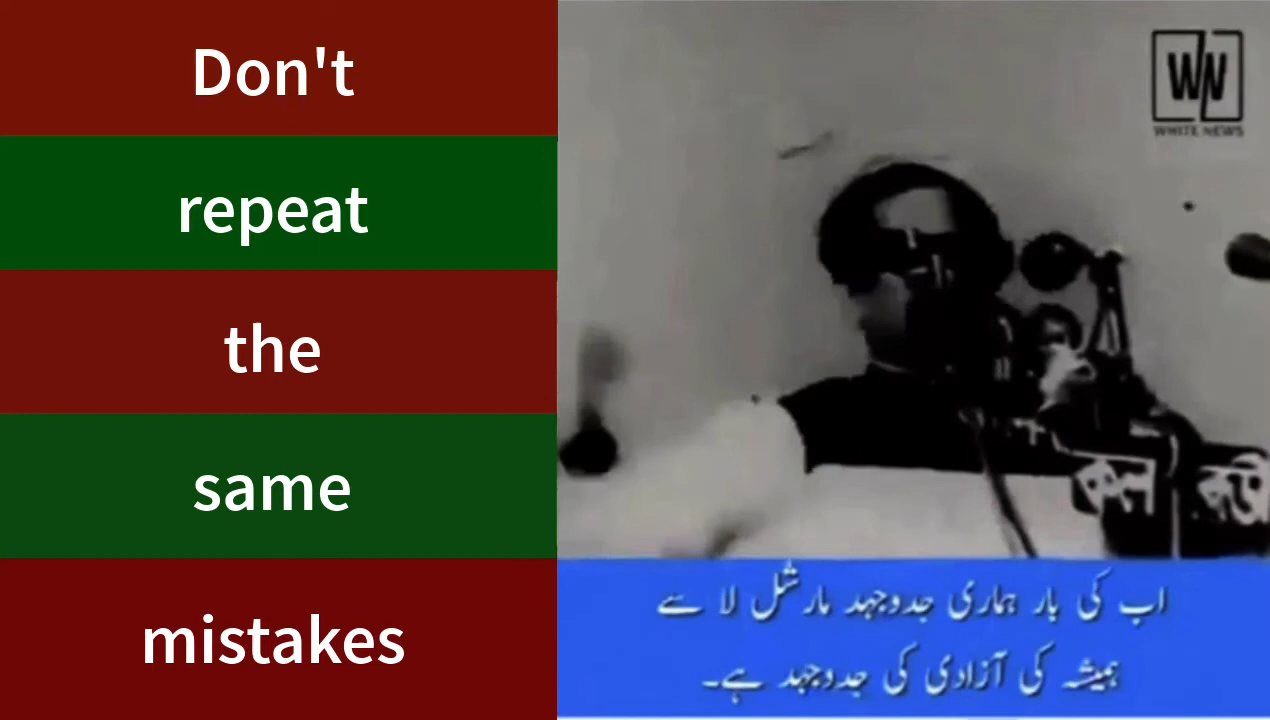 Don't
repeat
the
same
mistakes
WN
WHITE NEWS
اب کی بار ہماری جدوجہد مارشل لا سے
ہمیشہ کی آزادی کی جدوجہد ہے۔